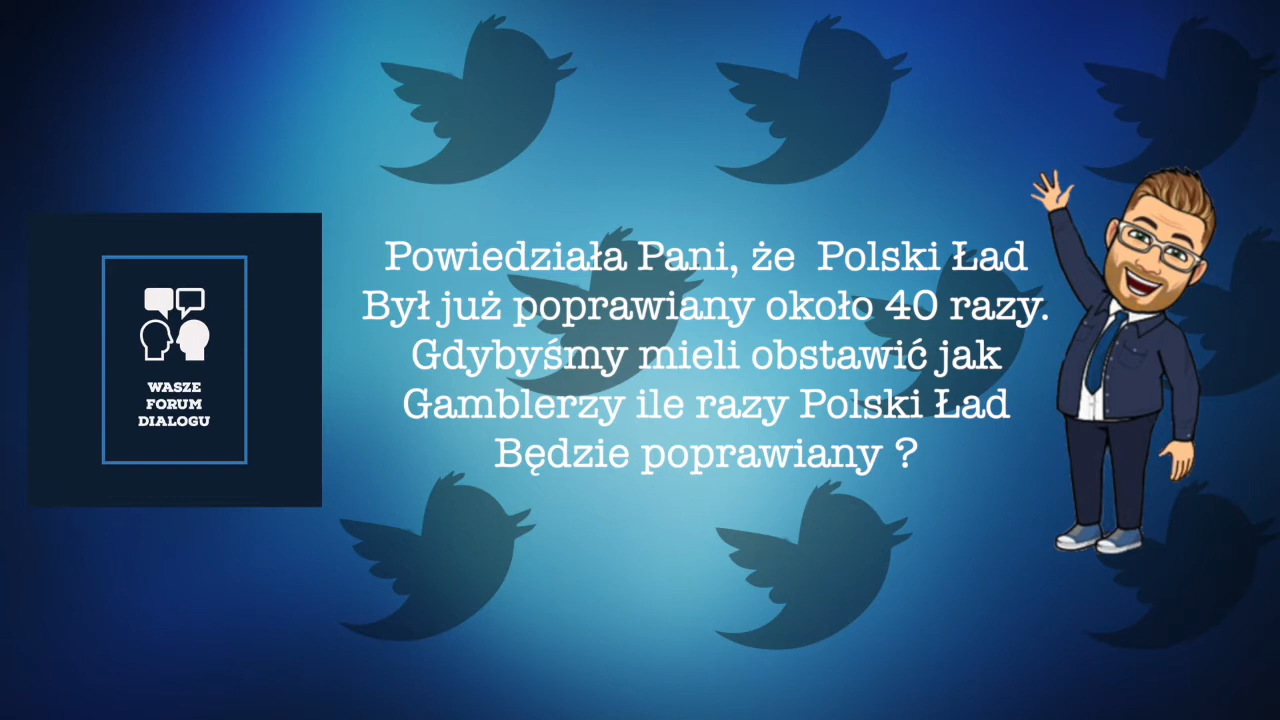 WASZE
FORUM
DIALOGU
Powiedziała Pani, że Polski Ład
Był już poprawiany około 40 razy.
Gdybyśmy mieli obstawić jak
Gamblerzy ile razy Polski Ład
Będzie poprawiany ?